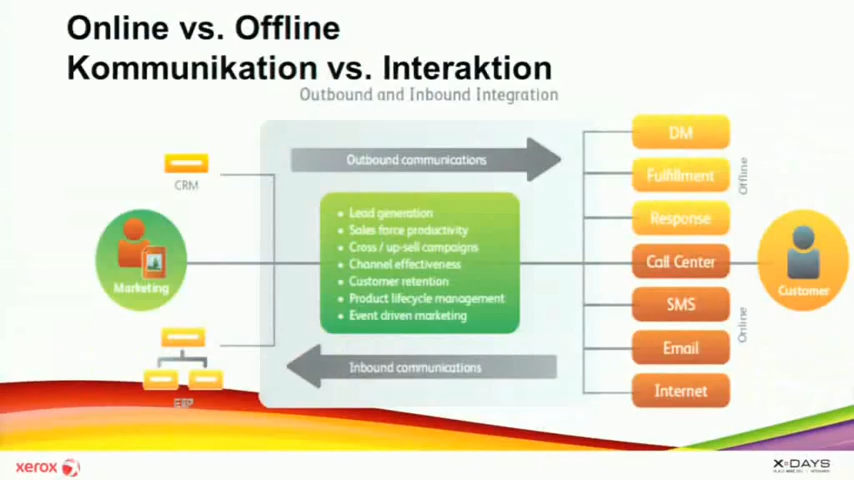 Online vs. Offline
Kommunikation vs. Interaktion
Outbound and Inbound Integration
CRM
Marketing
ERP
Outbound communications
• Lead generation
• Sales force productivity
• Cross / up-sell campaigns
• Channel effectiveness
• Customer retention
• Product lifecycle management
• Event driven marketing
Inbound communications
DM
Fulfillment
Response
Call Center
SMS
Email
Internet
Offline
Online
Customer
xerox
X=DAYS